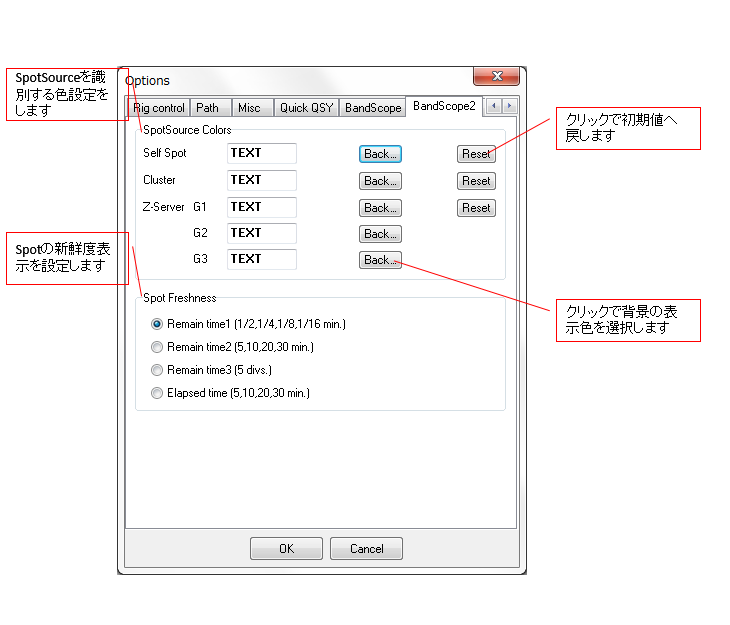 SpotSourceを識
別する色設定を
します
Options
Rig control Path Misc Quick QSY BandScope BandScope2
SpotSource Colors
Self Spot TEXT Back... Reset
Cluster TEXT Back... Reset
Z-Server G1 TEXT Back... Reset
G2 TEXT Back...
G3 TEXT Back...
クリックで初期値へ
戻します
Spotの新鮮度表
示を設定します
Spot Freshness
Remain time1 (1/2,1/4,1/8,1/16 min.)
Remain time2 (5,10,20,30 min.)
Remain time3 (5 divs.)
Elapsed time (5,10,20,30 min.)
クリックで背景の表
示色を選択します
OK Cancel